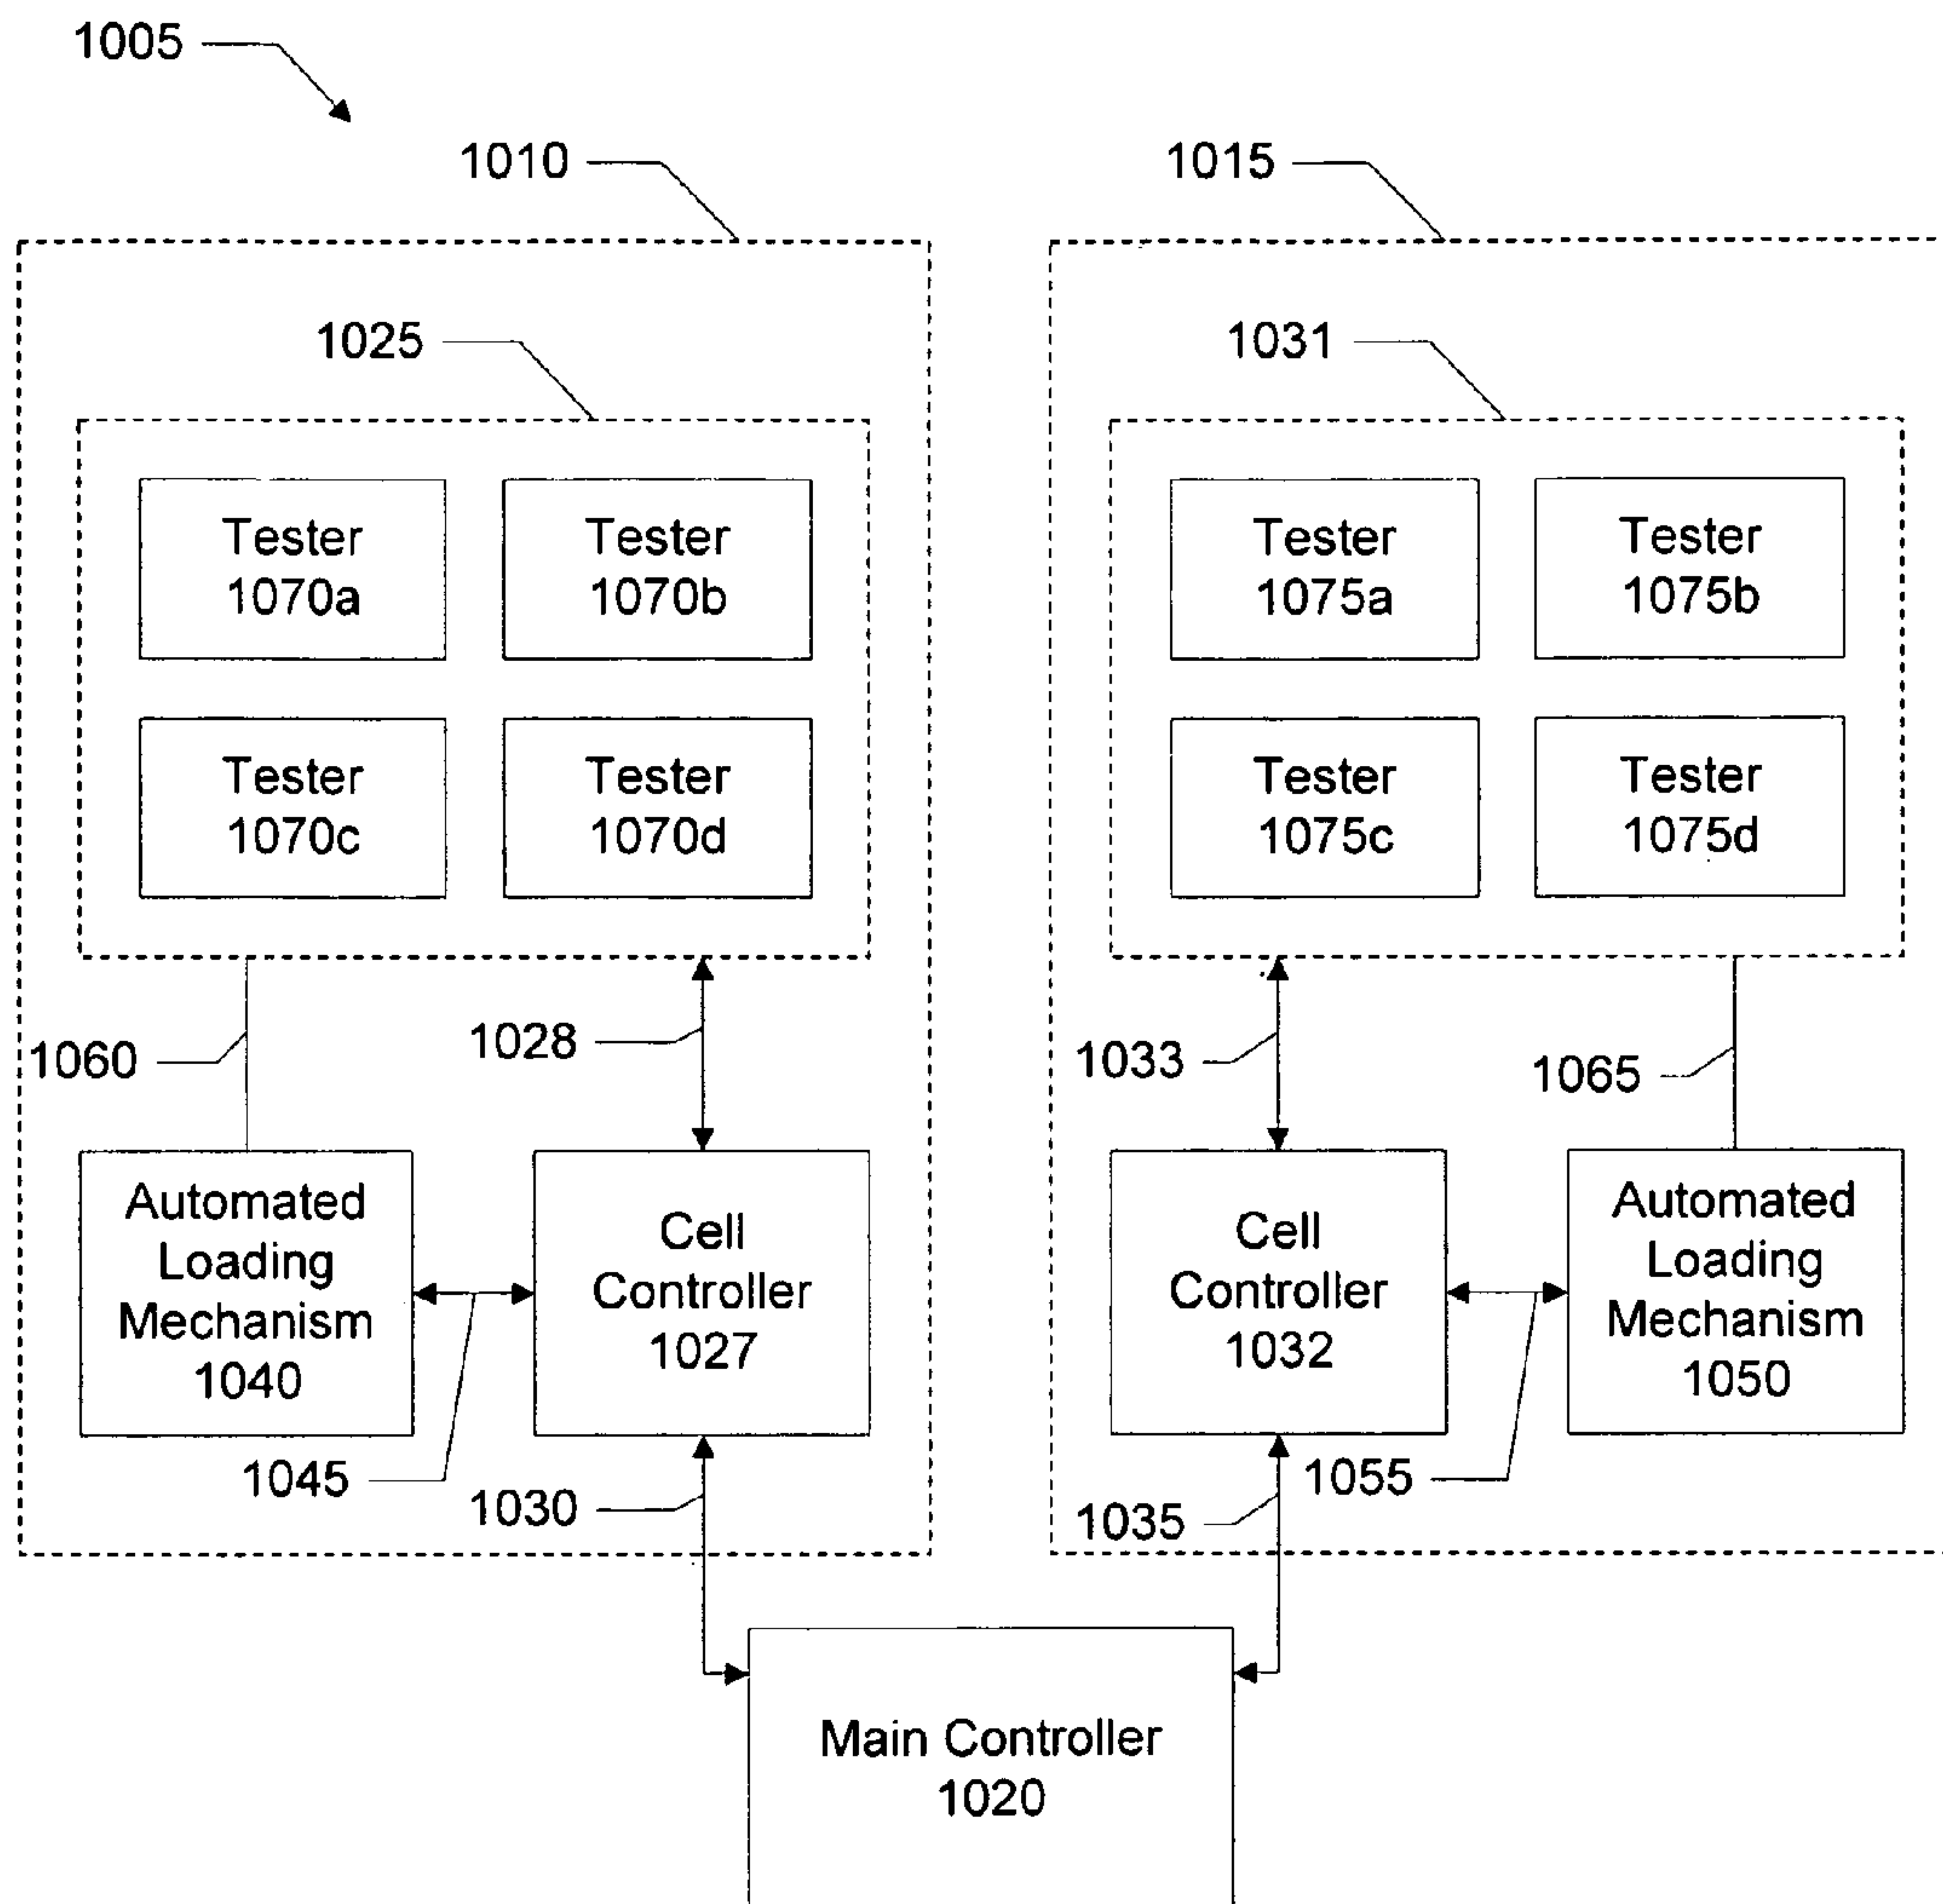 1005
1010
1015
1025
1031
Tester
1070a
Tester
1070b
Tester
1075a
Tester
1075b
Tester
1070c
Tester
1070d
Tester
1075c
Tester
1075d
1060
1028
1033
1065
Automated
Loading
Mechanism
1040
Cell
Controller
1027
Cell
Controller
1032
Automated
Loading
Mechanism
1050
1045
1030
1055
1035
Main Controller
1020